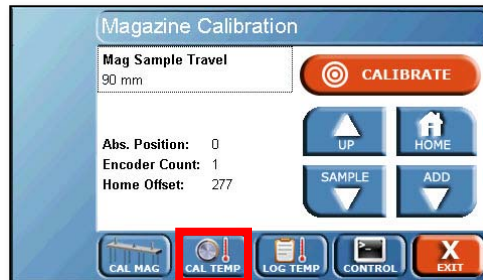 Magazine Calibration
Mag Sample Travel
90 mm
CALIBRATE
Abs. Position: 0
Encoder Count: 1
Home Offset: 277
UP
HOME
SAMPLE
ADD
CAL MAG
CAL TEMP
LOG TEMP
CONTROL
X
EXIT